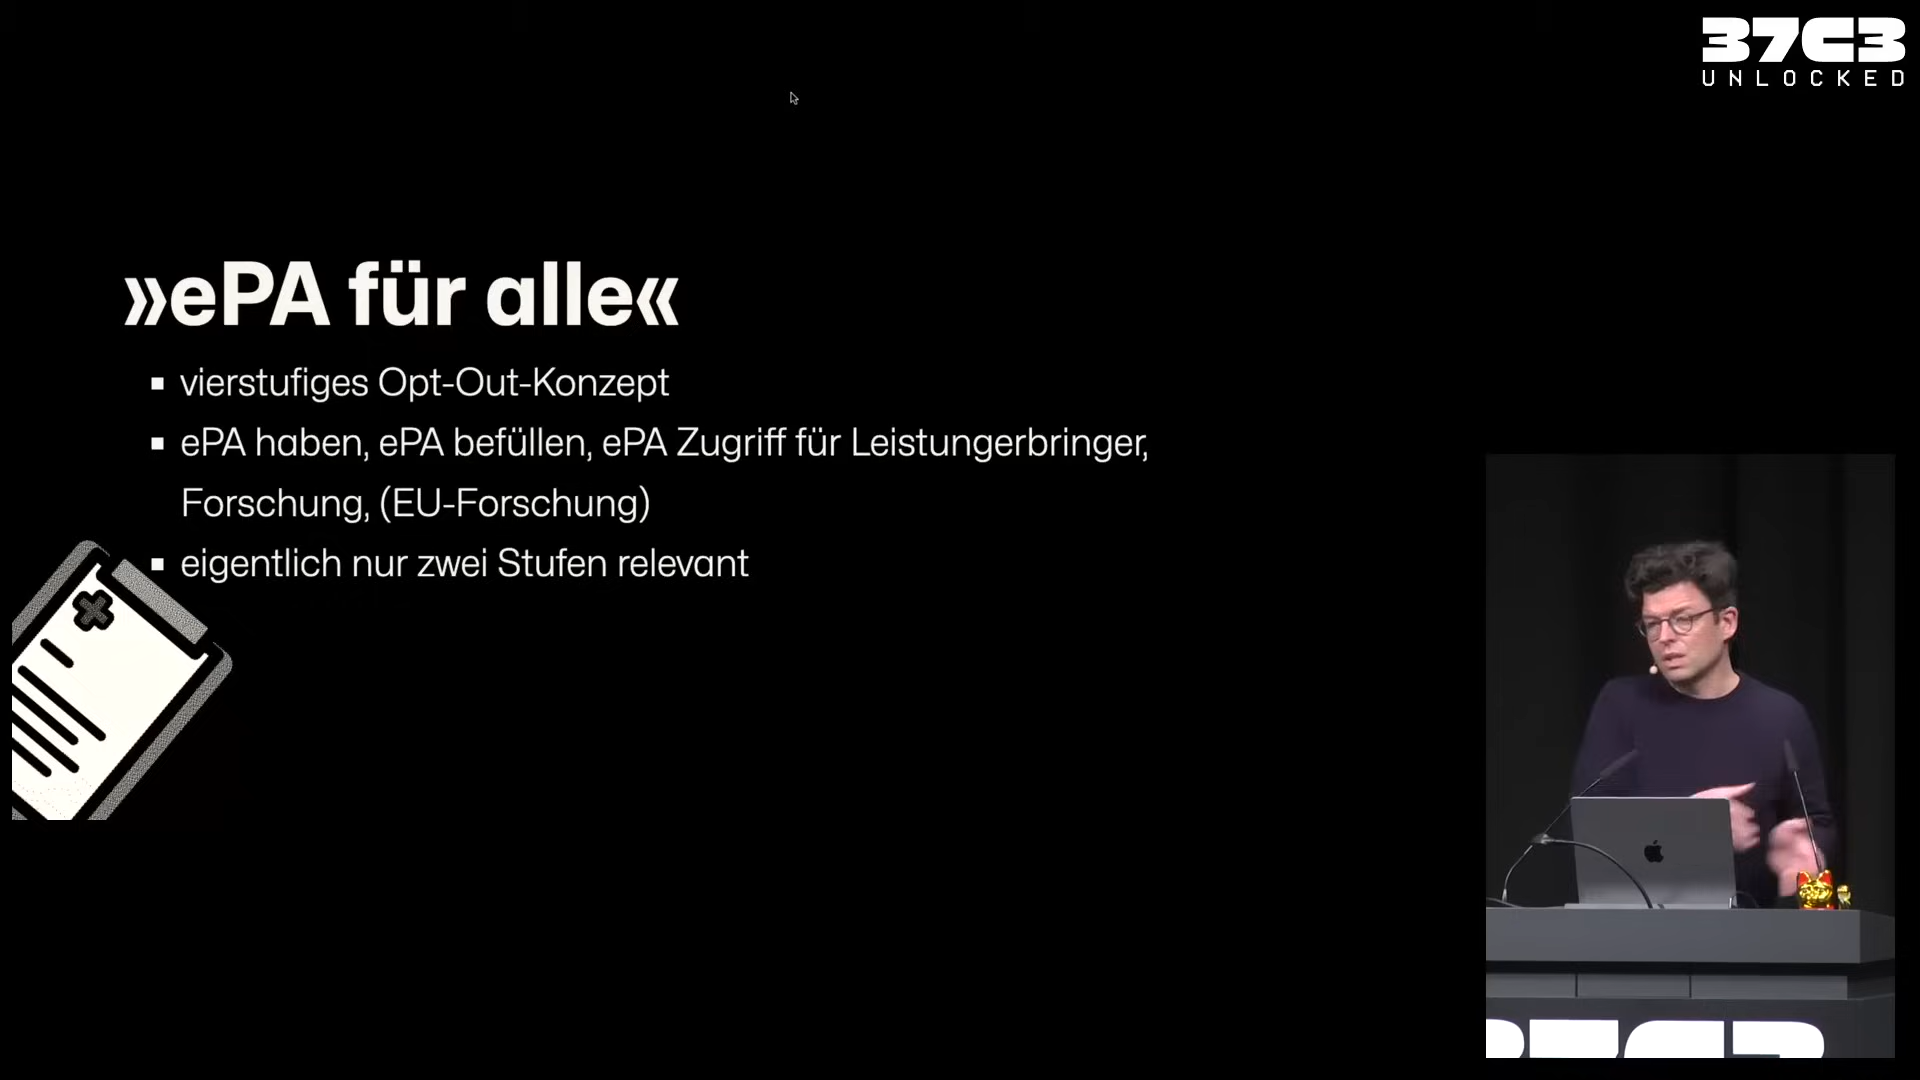 37C3
UNLOCKED
»ePA für alle«
▪ vierstufiges Opt-Out-Konzept
▪ ePA haben, ePA befüllen, ePA Zugriff für Leistungerbringer,
Forschung, (EU-Forschung)
▪ eigentlich nur zwei Stufen relevant
37C3